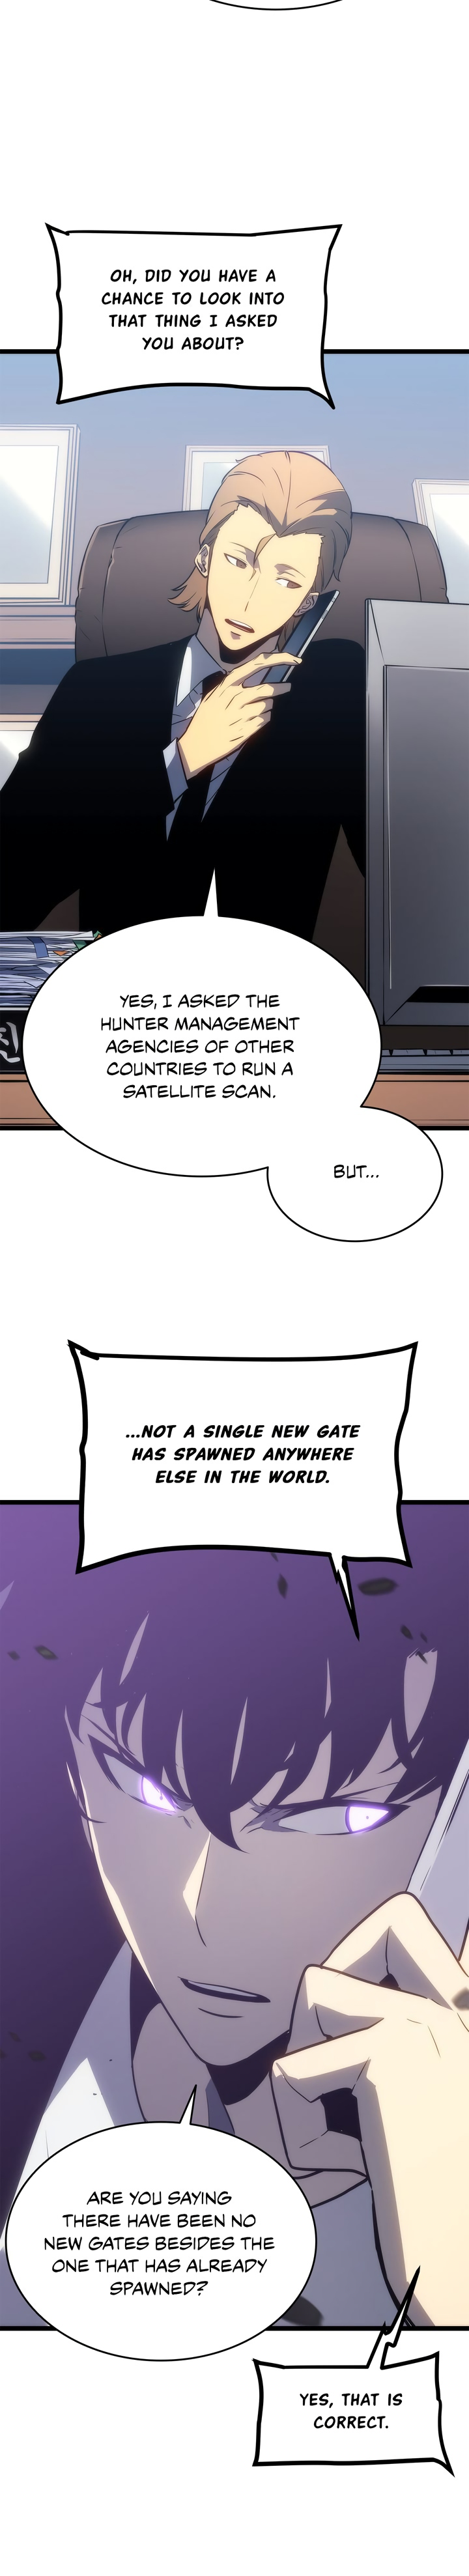 OH, DID YOU HAVE A
CHANCE TO LOOK INTO
THAT THING I ASKED
YOU ABOUT?
YES, I ASKED THE
HUNTER MANAGEMENT
AGENCIES OF OTHER
COUNTRIES TO RUN A
SATELLITE SCAN.
진
BUT...
...NOT A SINGLE NEW GATE
HAS SPAWNED ANYWHERE
ELSE IN THE WORLD.
ARE YOU SAYING
THERE HAVE BEEN NO
NEW GATES BESIDES THE
ONE THAT HAS ALREADY
SPAWNED?
YES, THAT IS
CORRECT.